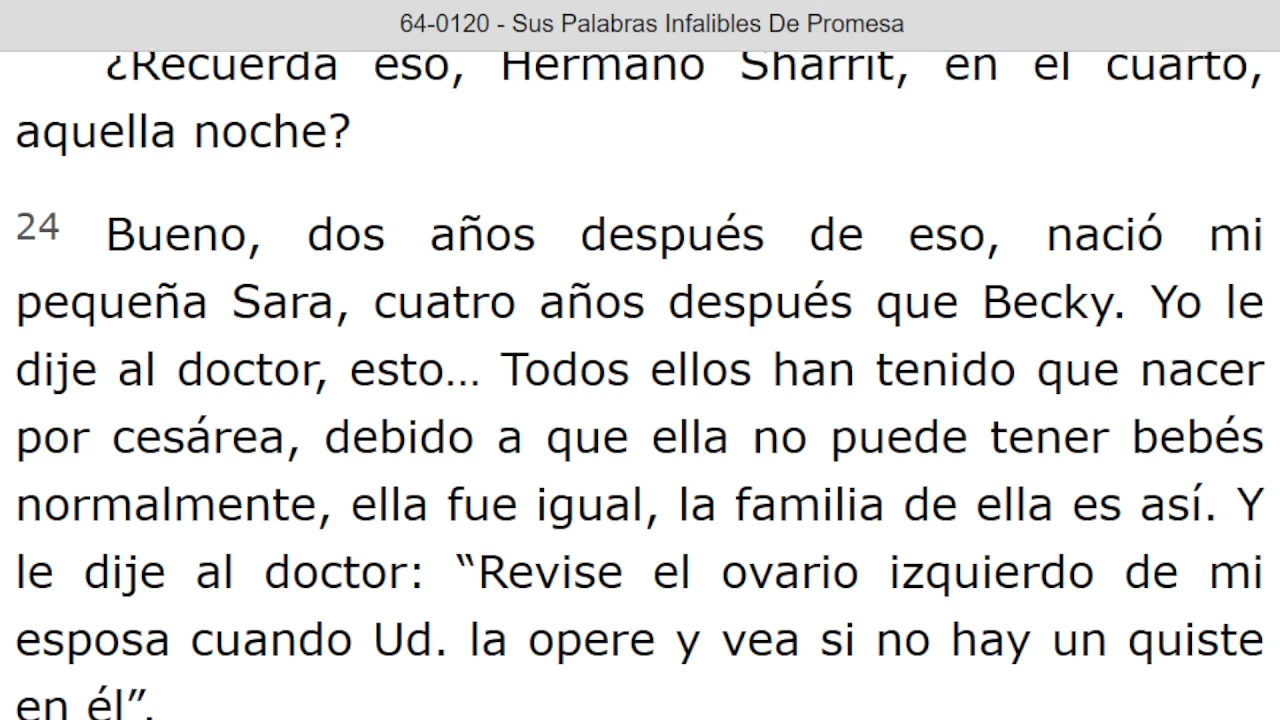 64-0120 - Sus Palabras Infalibles De Promesa
¿Recuerda eso, Hermano Sharrit, en el cuarto,
aquella noche?
24 Bueno, dos años después de eso, nació mi
pequeña Sara, cuatro años después que Becky. Yo le
dije al doctor, esto… Todos ellos han tenido que nacer
por cesárea, debido a que ella no puede tener bebés
normalmente, ella fue igual, la familia de ella es así. Y
le dije al doctor: “Revise el ovario izquierdo de mi
esposa cuando Ud. la opere y vea si no hay un quiste
en él”.